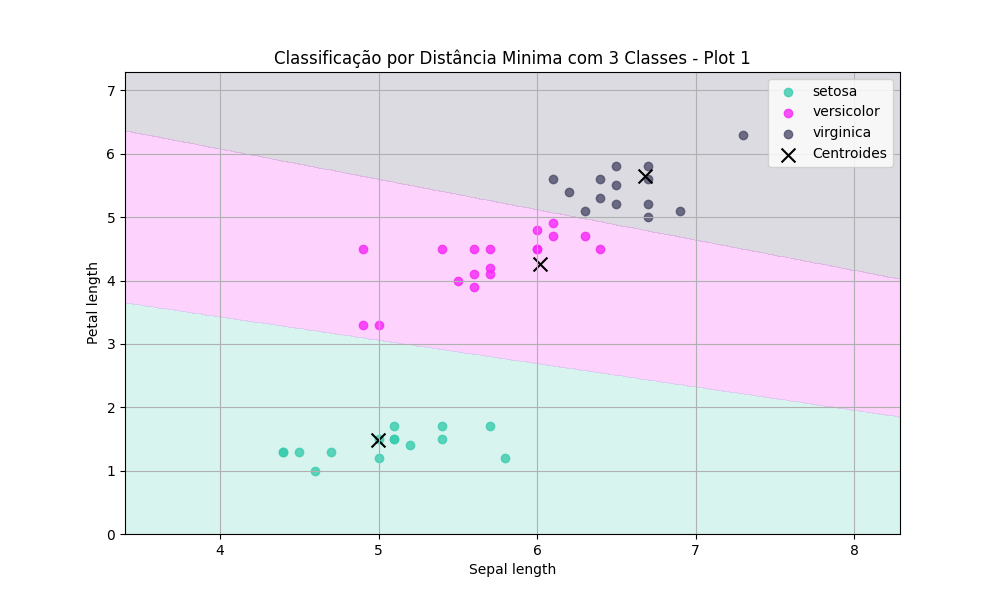 Classificação por Distância Minima com 3 Classes - Plot 1
setosa
versicolor
virginica
Centroides
Petal length
7
6
5
4
3
2
1
0
4 5 6 7 8
Sepal length